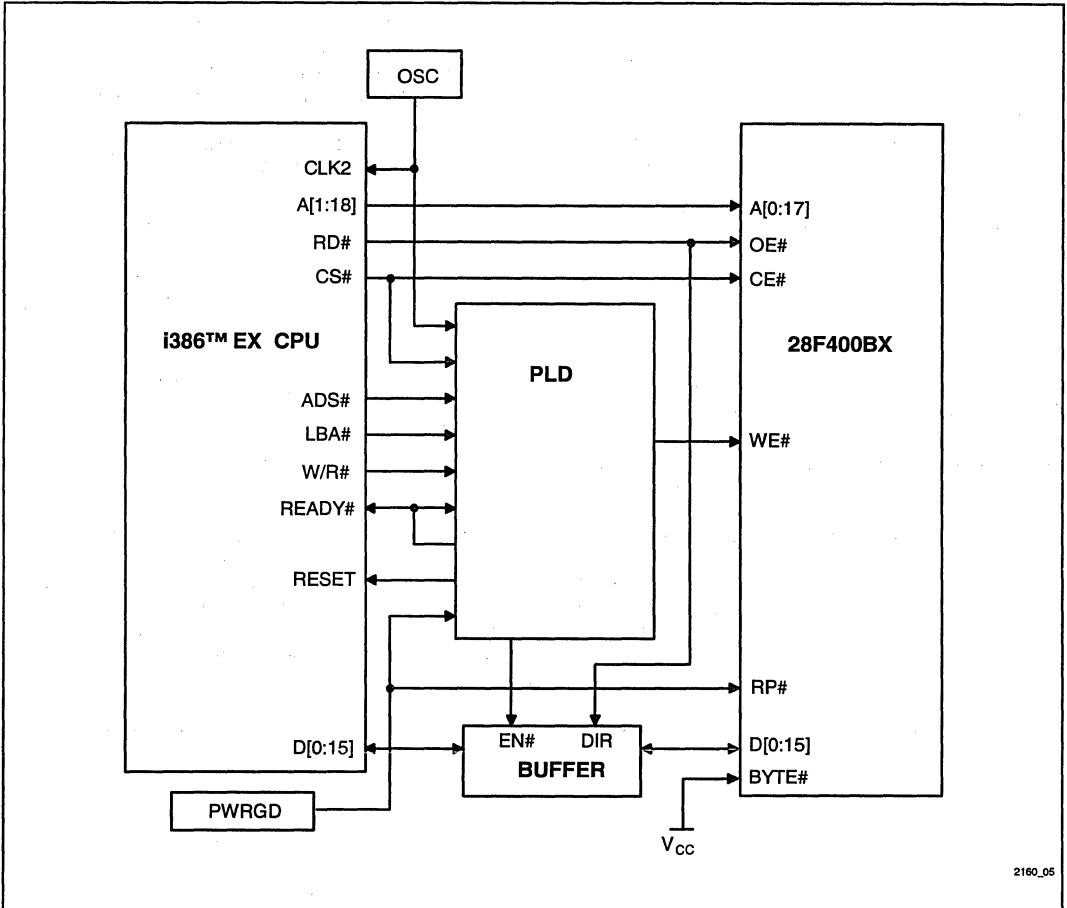 OSC
CLK2
A[1:18]
RD#
CS#
i386™ EX CPU
ADS#
LBA#
W/R#
READY#
RESET
D[0:15]
PLD
A[0:17]
OE#
CE#
28F400BX
WE#
RP#
D[0:15]
BYTE#
EN# DIR
BUFFER
PWRGD
VCC
2160_05